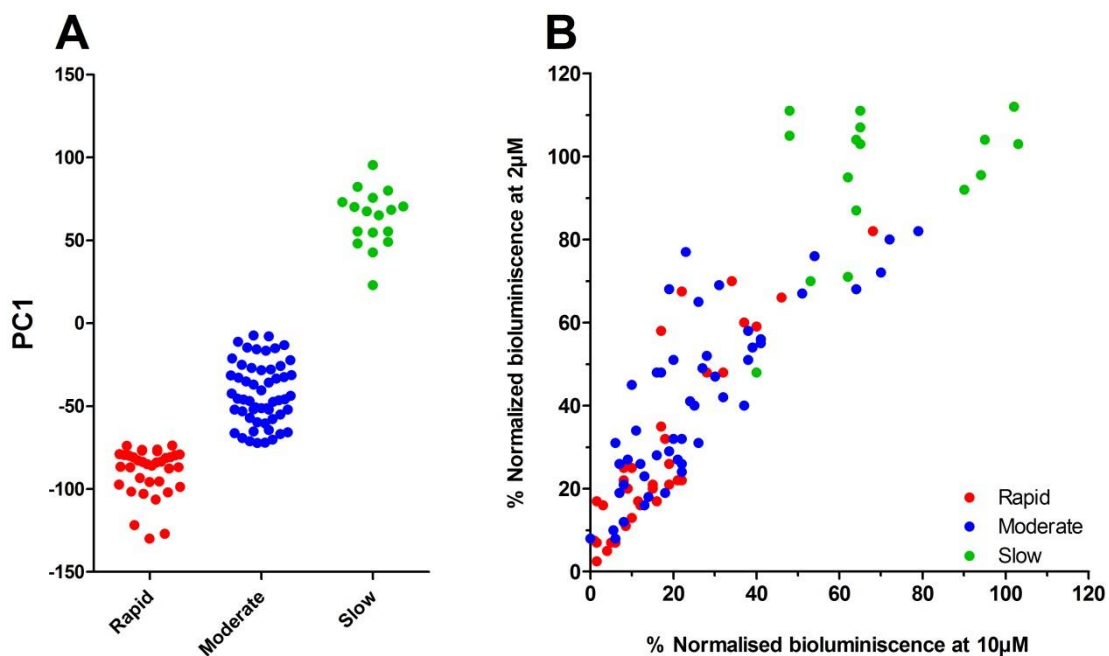 A
B
150
100
50
0
-50
-100
-150
PC1
Rapid
Moderate
Slow
120
100
80
60
40
20
0
% Normalized bioluminiscence at 2µM
0
20
40
60
80
100
120
% Normalised bioluminiscence at 10µM
Rapid
Moderate
Slow